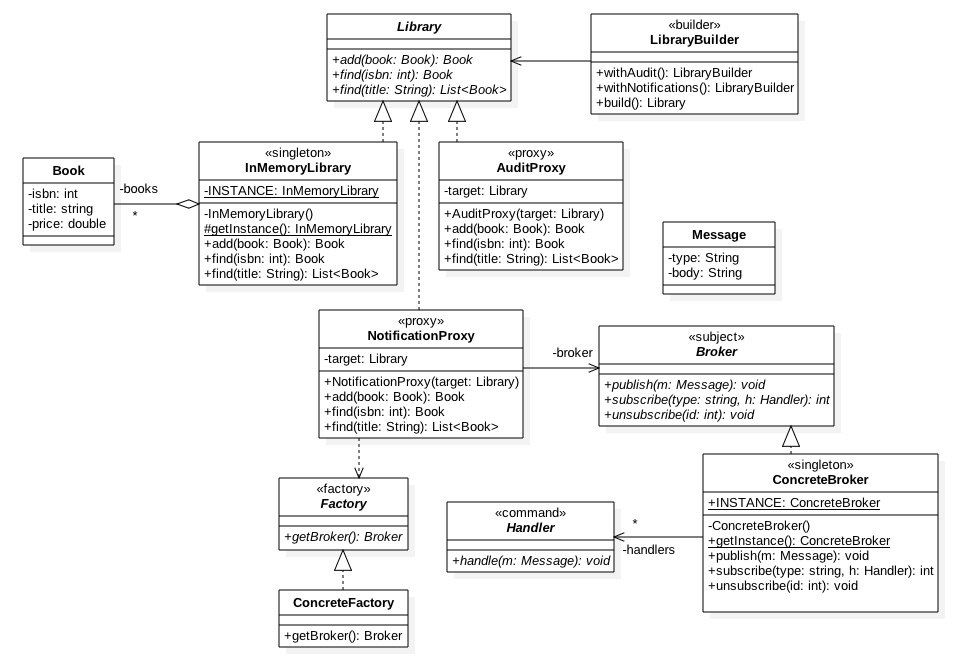 Library
+add(book: Book): Book
+find(isbn: int): Book
+find(title: String): List<Book>
«builder»
LibraryBuilder
+withAudit(): LibraryBuilder
+withNotifications(): LibraryBuilder
+build(): Library
Book
-isbn: int
-title: string
-price: double
-books
*
«singleton»
InMemoryLibrary
-INSTANCE: InMemoryLibrary
-InMemoryLibrary()
#getInstance(): InMemoryLibrary
+add(book: Book): Book
+find(isbn: int): Book
+find(title: String): List<Book>
«proxy»
AuditProxy
-target: Library
+AuditProxy(target: Library)
+add(book: Book): Book
+find(isbn: int): Book
+find(title: String): List<Book>
Message
-type: String
-body: String
«proxy»
NotificationProxy
-target: Library
+NotificationProxy(target: Library)
+add(book: Book): Book
+find(isbn: int): Book
+find(title: String): List<Book>
-broker
«subject»
Broker
+publish(m: Message): void
+subscribe(type: string, h: Handler): int
+unsubscribe(id: int): void
«factory»
Factory
+getBroker(): Broker
«command»
Handler
+handle(m: Message): void
*
-handlers
«singleton»
ConcreteBroker
+INSTANCE: ConcreteBroker
-ConcreteBroker()
+getInstance(): ConcreteBroker
+publish(m: Message): void
+subscribe(type: string, h: Handler): int
+unsubscribe(id: int): void
ConcreteFactory
+getBroker(): Broker